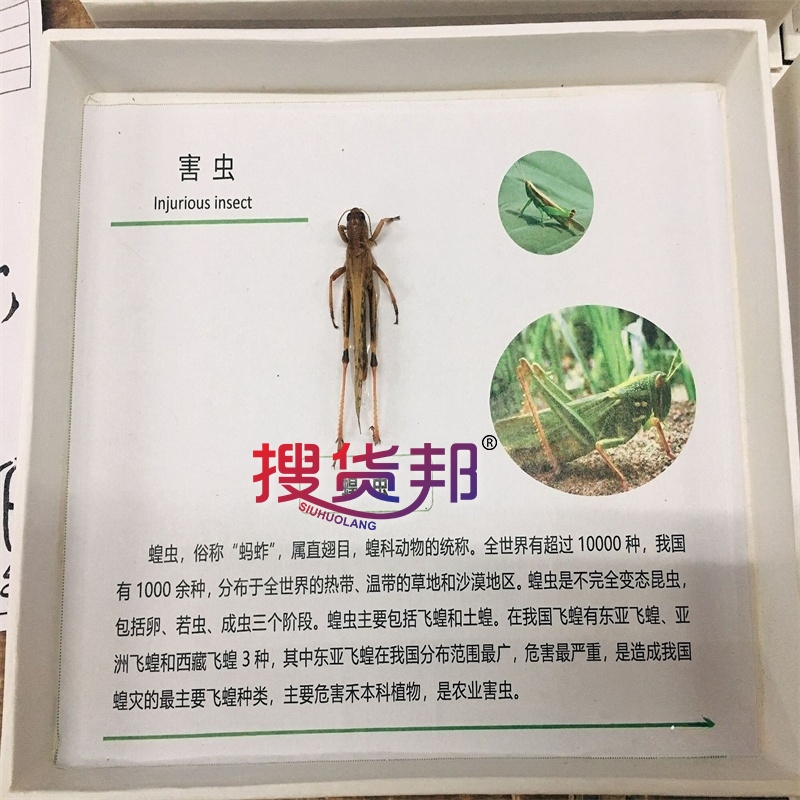 害虫
Injurious insect
搜货邦®
SIUHUOLANG
蝗虫
蝗虫，俗称“蚂蚱”，属直翅目，蝗科动物的统称。全世界有超过 10000 种，我国
有 1000 余种，分布于全世界的热带、温带的草地和沙漠地区。蝗虫是不完全变态昆虫，
包括卵、若虫、成虫三个阶段。蝗虫主要包括飞蝗和土蝗。在我国飞蝗有东亚飞蝗、亚
洲飞蝗和西藏飞蝗 3 种，其中东亚飞蝗在我国分布范围最广，危害最严重，是造成我国
蝗灾的最主要飞蝗种类，主要危害禾本科植物，是农业害虫。